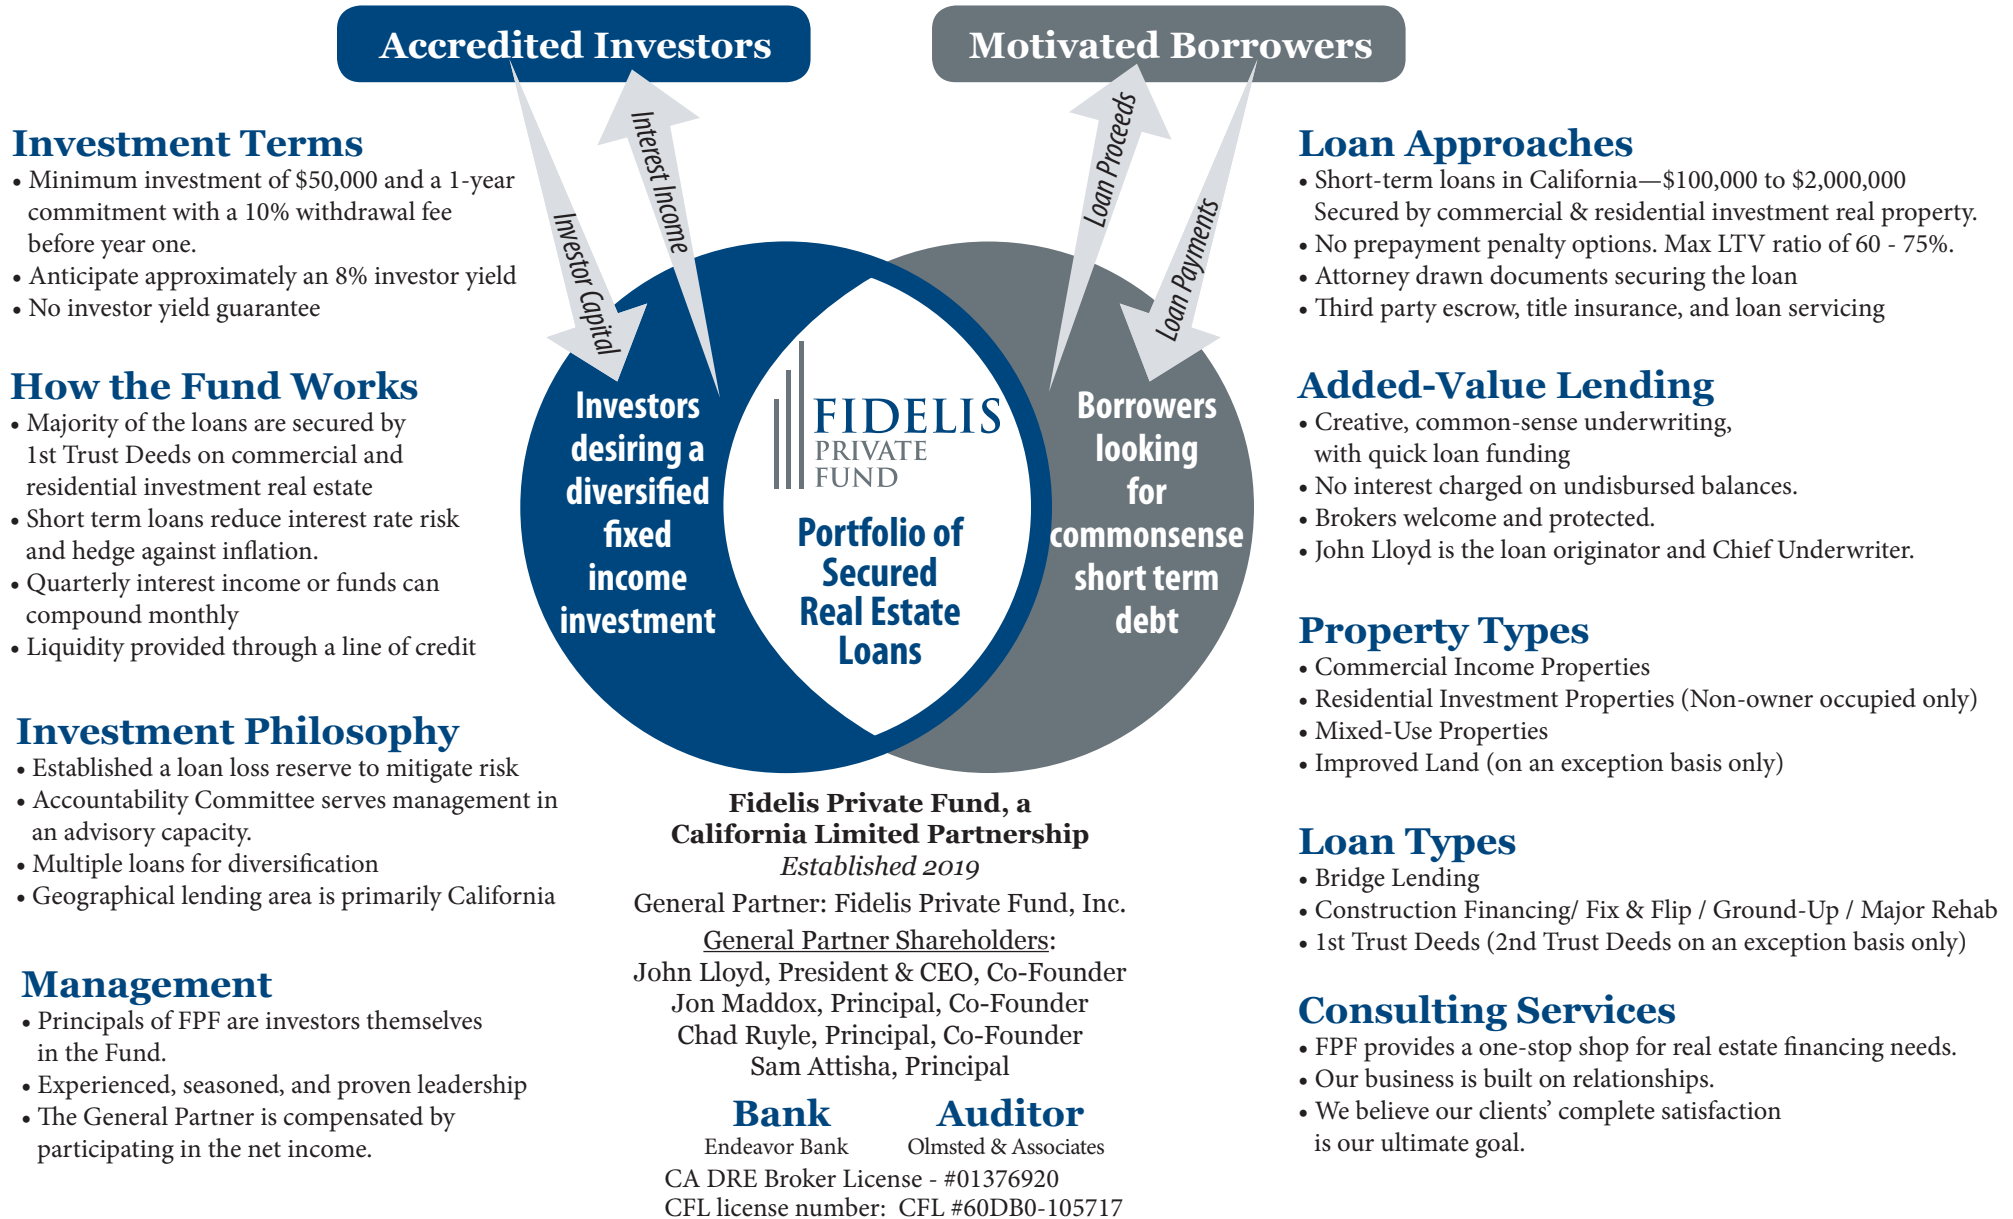 Accredited Investors
Motivated Borrowers
Investor Capital
Interest Income
Loan Proceeds
Loan Payments
Investment Terms
• Minimum investment of $50,000 and a 1-year
commitment with a 10% withdrawal fee
before year one.
• Anticipate approximately an 8% investor yield
• No investor yield guarantee
How the Fund Works
• Majority of the loans are secured by
1st Trust Deeds on commercial and
residential investment real estate
• Short term loans reduce interest rate risk
and hedge against inflation.
• Quarterly interest income or funds can
compound monthly
• Liquidity provided through a line of credit
Investment Philosophy
• Established a loan loss reserve to mitigate risk
• Accountability Committee serves management in
an advisory capacity.
• Multiple loans for diversification
• Geographical lending area is primarily California
Management
• Principals of FPF are investors themselves
in the Fund.
• Experienced, seasoned, and proven leadership
• The General Partner is compensated by
participating in the net income.
Investors
desiring a
diversified
fixed
income
investment
FIDELIS
PRIVATE
FUND
Portfolio of
Secured
Real Estate
Loans
Borrowers
looking
for
commonsense
short term
debt
Fidelis Private Fund, a
California Limited Partnership
Established 2019
General Partner: Fidelis Private Fund, Inc.
General Partner Shareholders:
John Lloyd, President & CEO, Co-Founder
Jon Maddox, Principal, Co-Founder
Chad Ruyle, Principal, Co-Founder
Sam Attisha, Principal
Bank
Endeavor Bank
Auditor
Olmsted & Associates
CA DRE Broker License - #01376920
CFL license number: CFL #60DB0-105717
Loan Approaches
• Short-term loans in California—$100,000 to $2,000,000
Secured by commercial & residential investment real property.
• No prepayment penalty options. Max LTV ratio of 60 - 75%.
• Attorney drawn documents securing the loan
• Third party escrow, title insurance, and loan servicing
Added-Value Lending
• Creative, common-sense underwriting,
with quick loan funding
• No interest charged on undisbursed balances.
• Brokers welcome and protected.
• John Lloyd is the loan originator and Chief Underwriter.
Property Types
• Commercial Income Properties
• Residential Investment Properties (Non-owner occupied only)
• Mixed-Use Properties
• Improved Land (on an exception basis only)
Loan Types
• Bridge Lending
• Construction Financing/ Fix & Flip / Ground-Up / Major Rehab
• 1st Trust Deeds (2nd Trust Deeds on an exception basis only)
Consulting Services
• FPF provides a one-stop shop for real estate financing needs.
• Our business is built on relationships.
• We believe our clients’ complete satisfaction
is our ultimate goal.